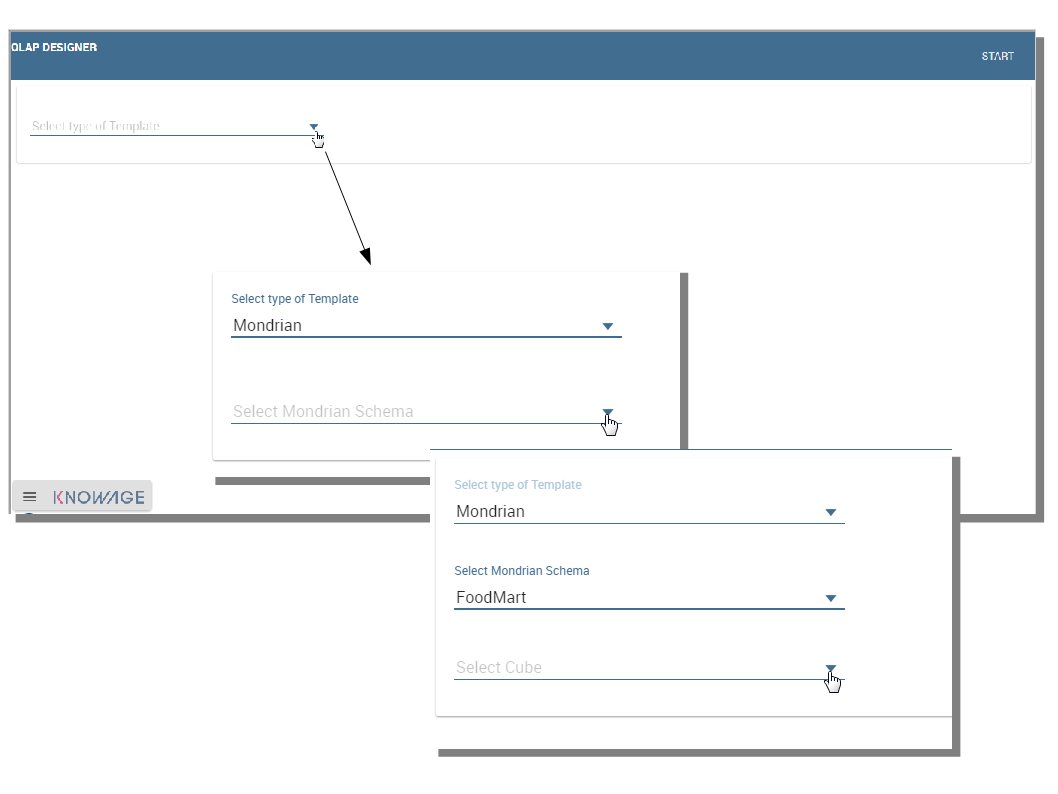 OLAP DESIGNER
START
Select type of Template
Select type of Template
Mondrian
Select Mondrian Schema
KNOWAGE
Select type of Template
Mondrian
Select Mondrian Schema
FoodMart
Select Cube